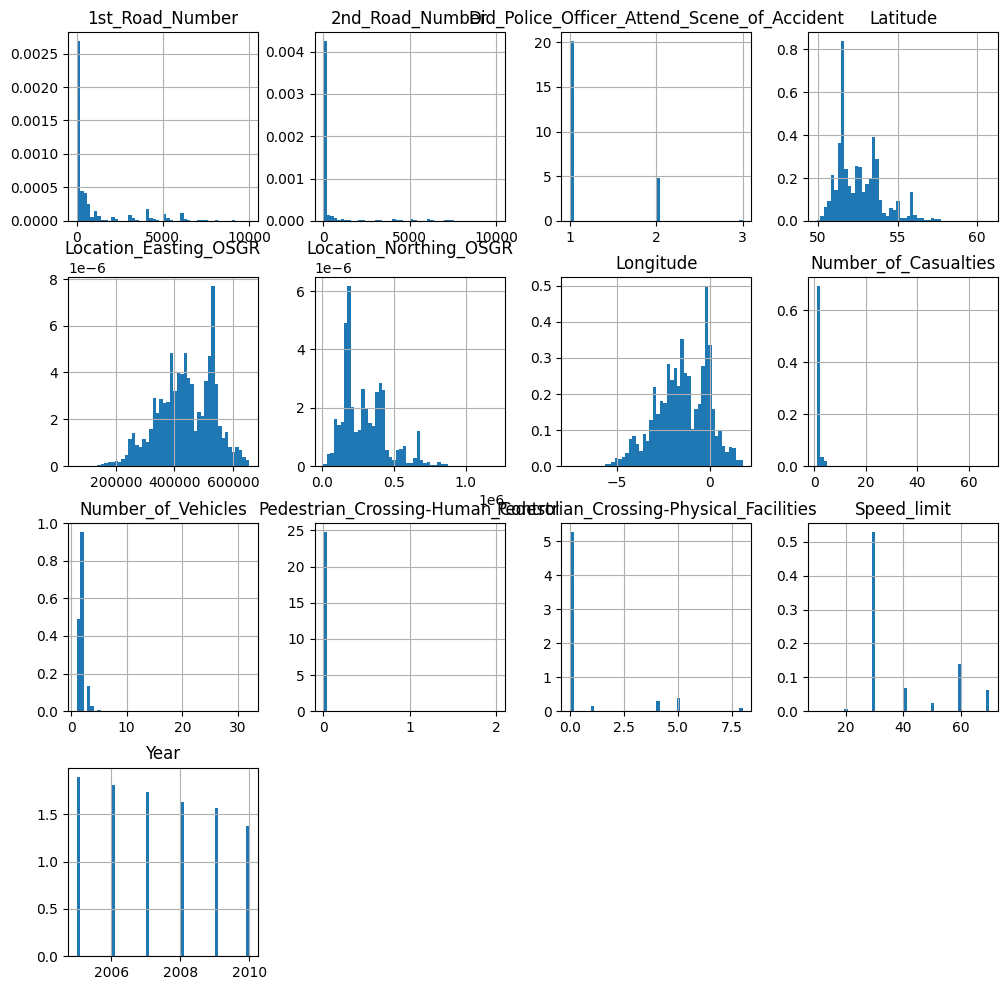 1st_Road_Number
2nd_Road_Number
Did_Police_Officer_Attend_Scene_of_Accident
Latitude
0.0025
0.0020
0.0015
0.0010
0.0005
0.0000
0 5000 10000
0.004
0.003
0.002
0.001
0.000
0 5000 10000
20
15
10
5
0
1 2 3
0.8
0.6
0.4
0.2
0.0
50 55 60
Location_Easting_OSGR
Location_Northing_OSGR
Longitude
Number_of_Casualties
1e−6
8
6
4
2
0
200000 400000 600000
1e−6
6
4
2
0
0.0 0.5 1.0
1e6
0.5
0.4
0.3
0.2
0.1
0.0
−5 0
0.6
0.4
0.2
0.0
0 20 40 60
Number_of_Vehicles
Pedestrian_Crossing-Human_Control
Pedestrian_Crossing-Physical_Facilities
Speed_limit
1.0
0.8
0.6
0.4
0.2
0.0
0 10 20 30
25
20
15
10
5
0
0 1 2
5
4
3
2
1
0
0.0 2.5 5.0 7.5
0.5
0.4
0.3
0.2
0.1
0.0
20 40 60
Year
1.5
1.0
0.5
0.0
2006 2008 2010